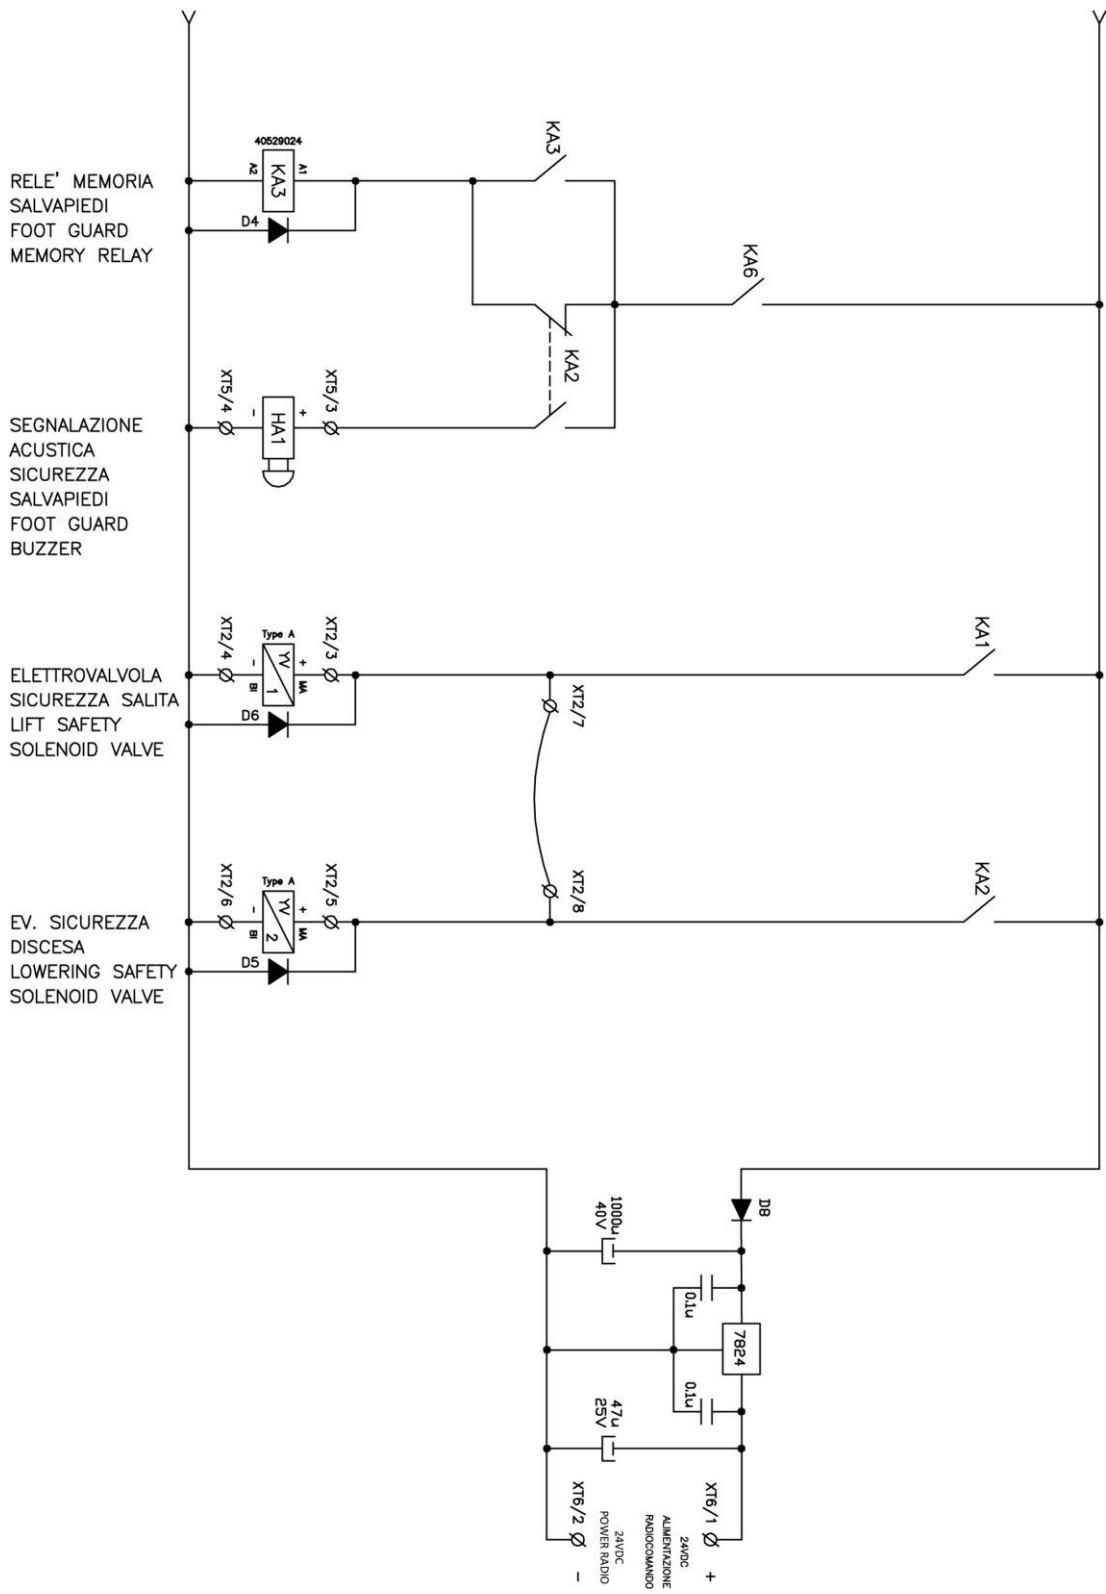 40529024
A2
KA3
A1
D4
RELE' MEMORIA
SALVAPIEDI
FOOT GUARD
MEMORY RELAY
KA3
KA6
KA2
XT5/4
-
HA1
+
XT5/3
SEGNALAZIONE
ACUSTICA
SICUREZZA
SALVAPIEDI
FOOT GUARD
BUZZER
XT2/4
Type A
-
BI
YV
1
+
MA
XT2/3
D6
ELETTROVALVOLA
SICUREZZA SALITA
LIFT SAFETY
SOLENOID VALVE
XT2/7
KA1
XT2/8
XT2/6
Type A
-
BI
YV
2
+
MA
XT2/5
D5
EV. SICUREZZA
DISCESA
LOWERING SAFETY
SOLENOID VALVE
KA2
D8
1000u
40V
0.1u
7824
0.1u
47u
25V
XT6/1
+
24VDC
ALIMENTAZIONE
RADIOCOMANDO
24VDC
POWER RADIO
XT6/2
-